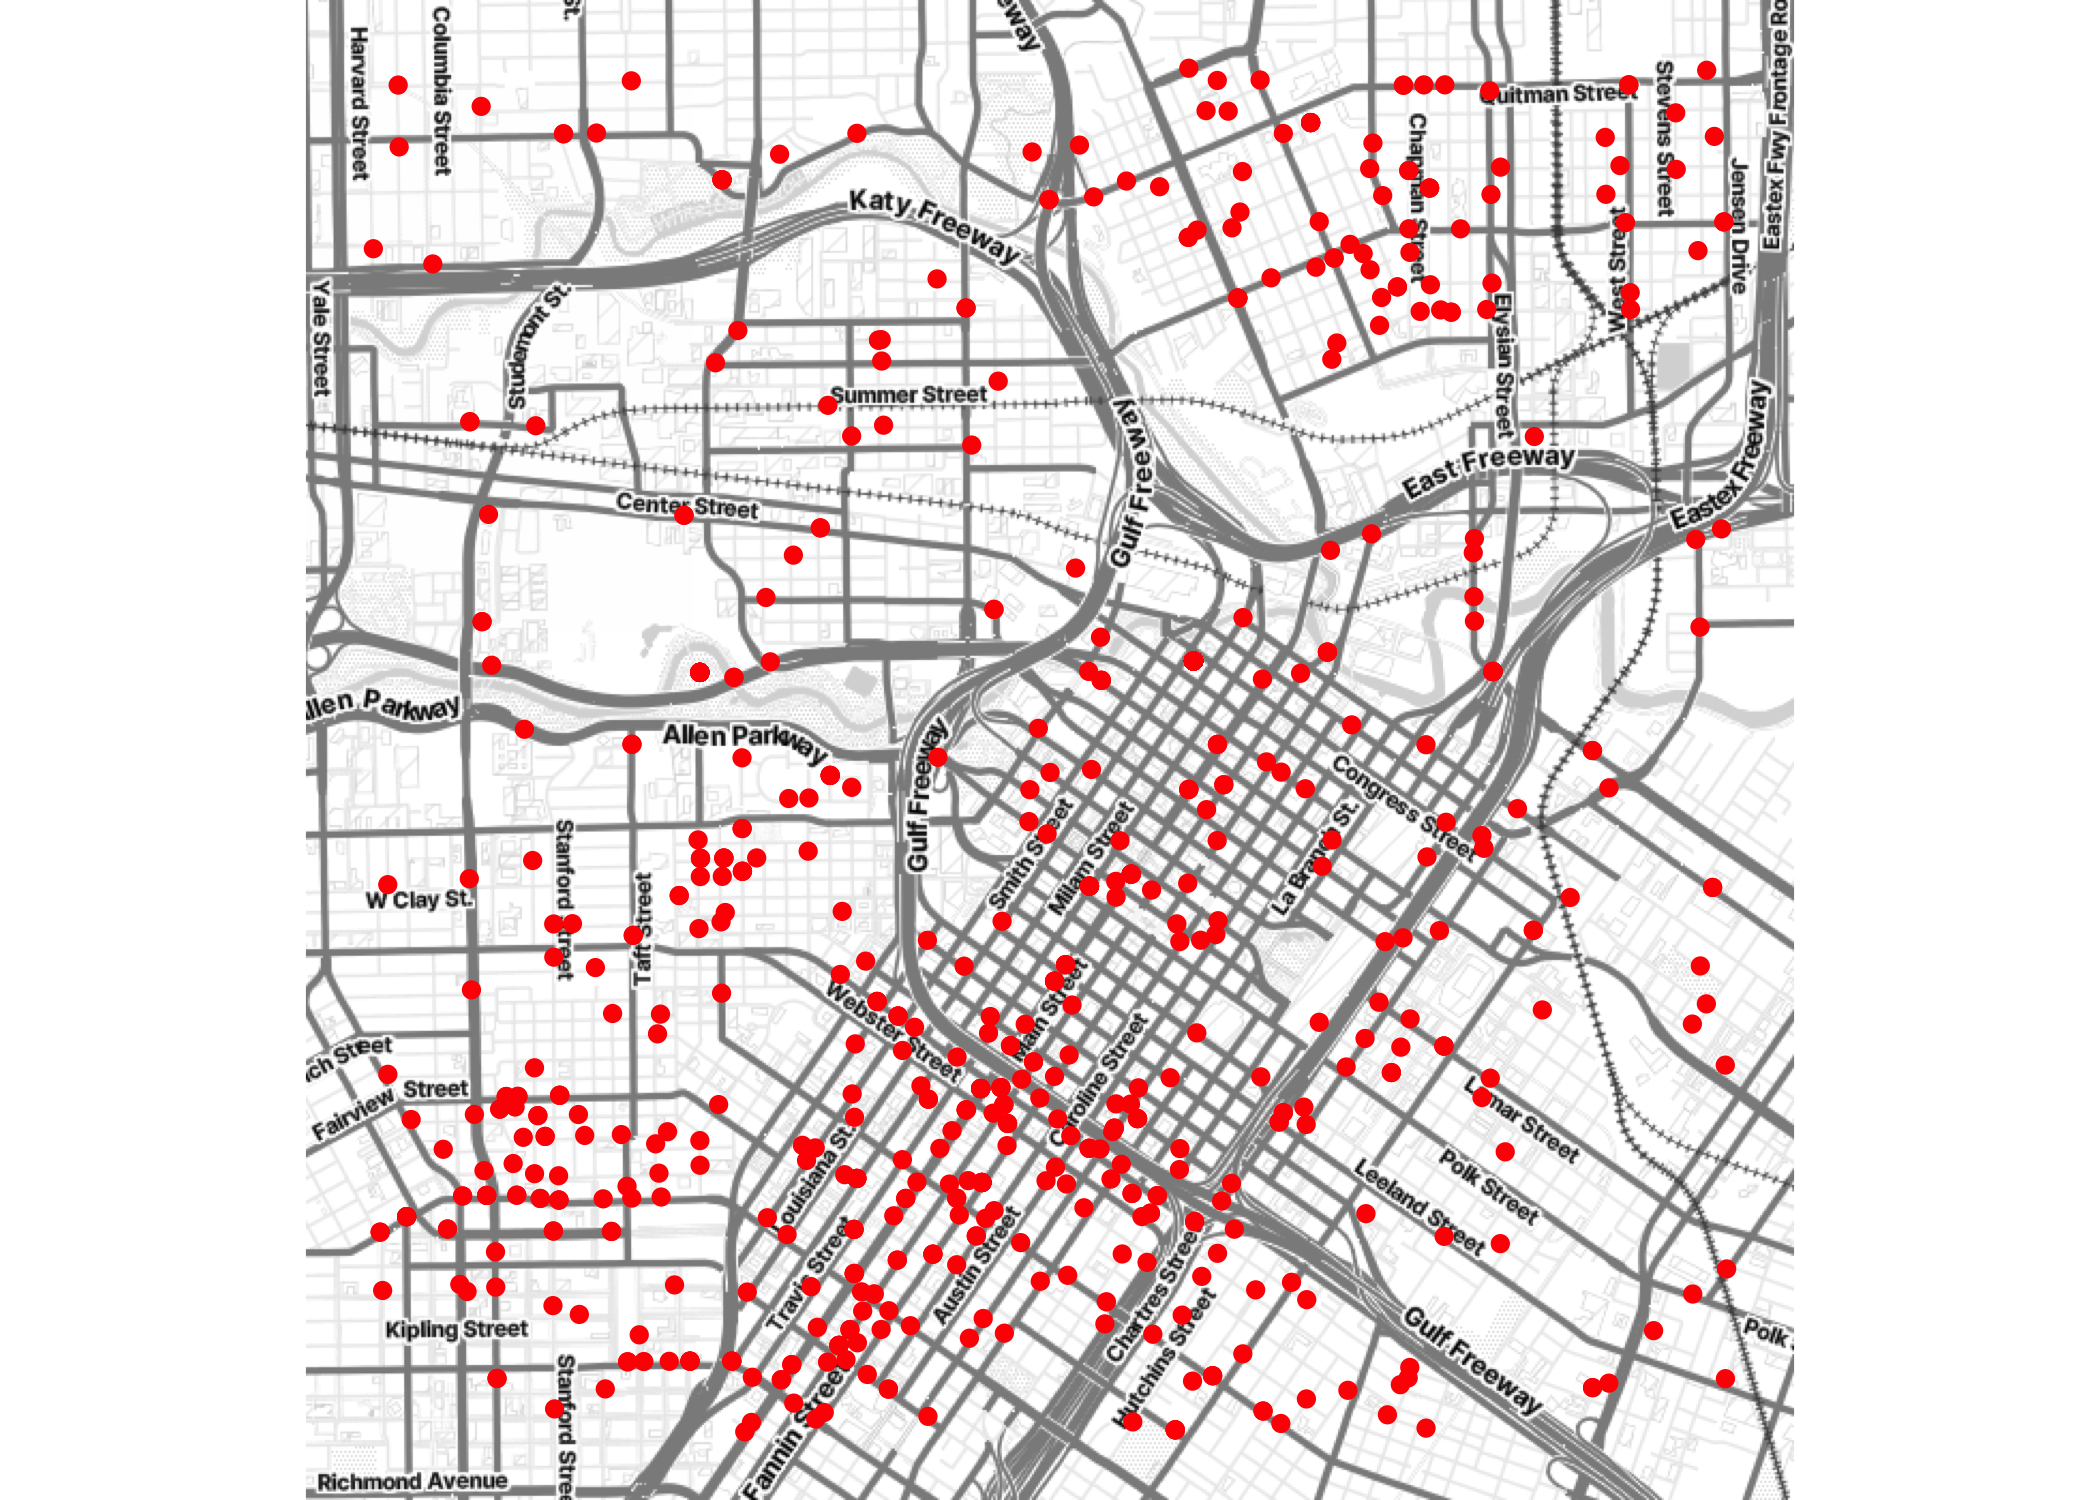 Harvard Street
Columbia Street
St.
eway
Quitman Street
Stevens Street
Eastex Fwy Frontage Ro
Chapman Street
Jensen Drive
Katy Freeway
West Street
Yale Street
Studemont St.
Elysian Street
Summer Street
Gulf Freeway
East Freeway
Eastex Freeway
Center Street
llen Parkway
Allen Parkway
Gulf Freeway
Congress Street
Smith Street
Milam Street
La Branch St.
Stanford Street
Taft Street
W Clay St.
Webster Street
Main Street
Caroline Street
ch Street
Fairview Street
Lamar Street
Polk Street
Leeland Street
Louisiana St.
Travis Street
Austin Street
Chartres Street
Hutchins Street
Gulf Freeway
Polk
Kipling Street
Stanford Stree
Fannin Street
Richmond Avenue